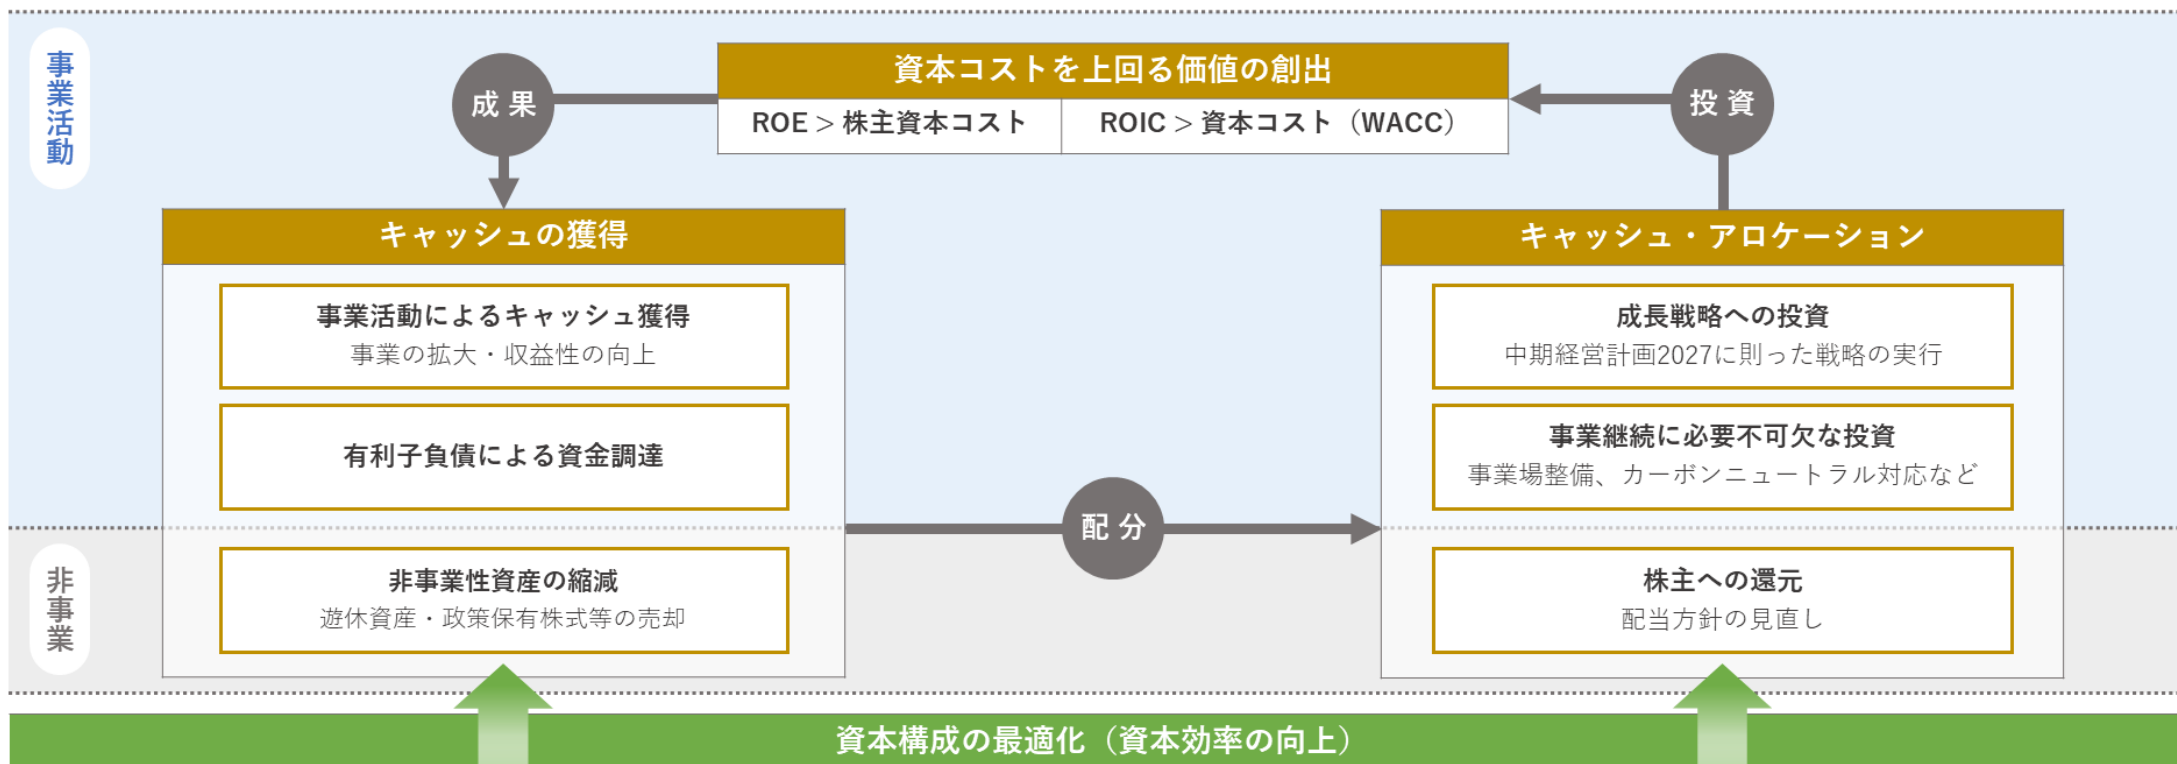 事業活動
成果
資本コストを上回る価値の創出
ROE > 株主資本コスト
ROIC > 資本コスト（WACC）
投資
キャッシュの獲得
事業活動によるキャッシュ獲得
事業の拡大・収益性の向上
有利子負債による資金調達
非事業性資産の縮減
遊休資産・政策保有株式等の売却
配分
キャッシュ・アロケーション
成長戦略への投資
中期経営計画2027に則った戦略の実行
事業継続に必要不可欠な投資
事業場整備、カーボンニュートラル対応など
株主への還元
配当方針の見直し
非事業
資本構成の最適化（資本効率の向上）